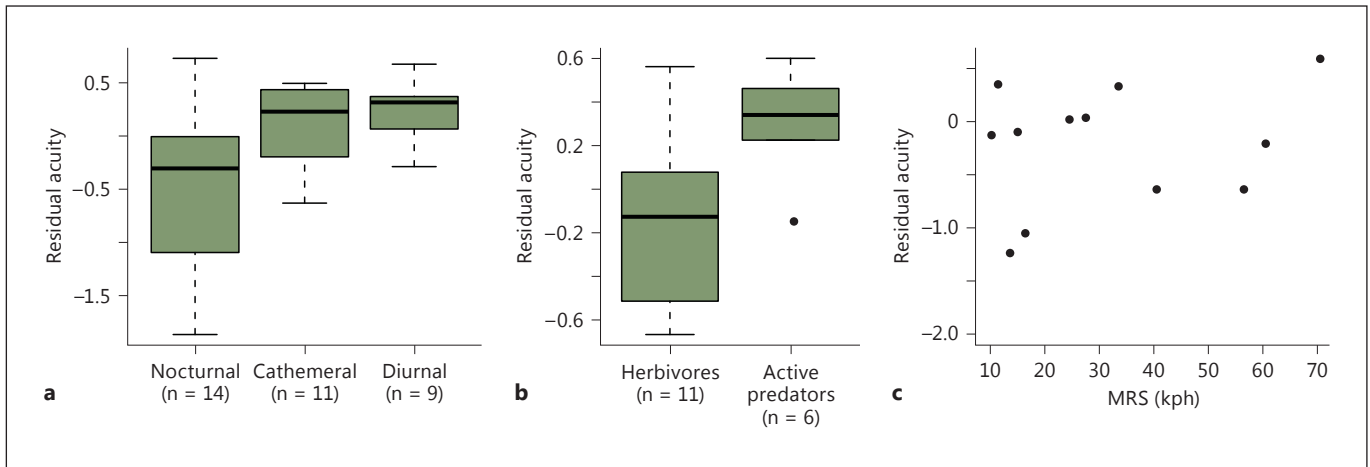 Residual acuity
0.5
–0.5
–1.5
Nocturnal
(n = 14)
Cathemeral
(n = 11)
Diurnal
(n = 9)
a
Residual acuity
0.6
0.2
–0.2
–0.6
Herbivores
(n = 11)
Active
predators
(n = 6)
b
Residual acuity
0
–1.0
–2.0
10 20 30 40 50 60 70
MRS (kph)
c